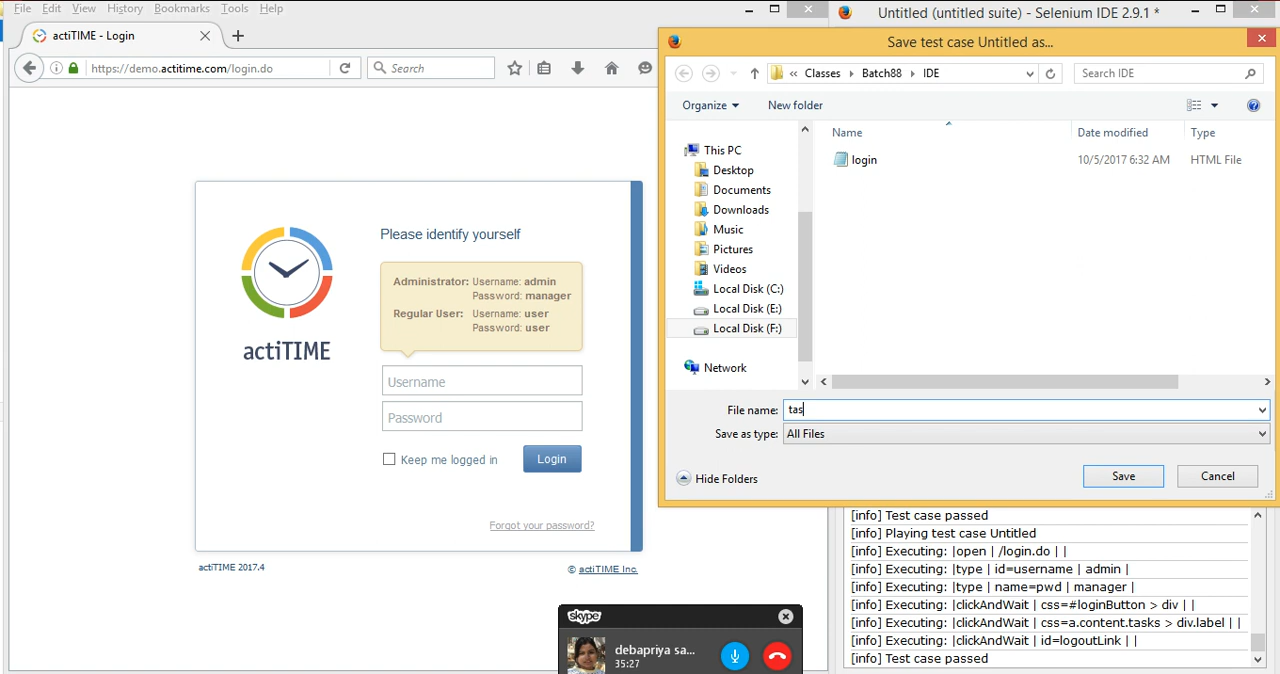 File Edit View History Bookmarks Tools Help
actiTIME - Login
https://demo.actitime.com/login.do
Search
Please identify yourself
Administrator: Username: admin
Password: manager
Regular User: Username: user
Password: user
actiTIME
Username
Password
Keep me logged in
Login
Forgot your password?
actiTIME 2017.4
© actiTIME Inc.
Untitled (untitled suite) - Selenium IDE 2.9.1 *
Save test case Untitled as...
« Classes Batch88 IDE
Search IDE
Organize
New folder
Name
Date modified
Type
login
10/5/2017 6:32 AM
HTML File
This PC
Desktop
Documents
Downloads
Music
Pictures
Videos
Local Disk (C:)
Local Disk (E:)
Local Disk (F:)
Network
File name: tas
Save as type: All Files
Hide Folders
Save
Cancel
[info] Test case passed
[info] Playing test case Untitled
[info] Executing: |open | /login.do | |
[info] Executing: |type | id=username | admin |
[info] Executing: |type | name=pwd | manager |
[info] Executing: |clickAndWait | css=#loginButton > div | |
[info] Executing: |clickAndWait | css=a.content.tasks > div.label | |
[info] Executing: |clickAndWait | id=logoutLink | |
[info] Test case passed
skype
debapriya sa...
35:27